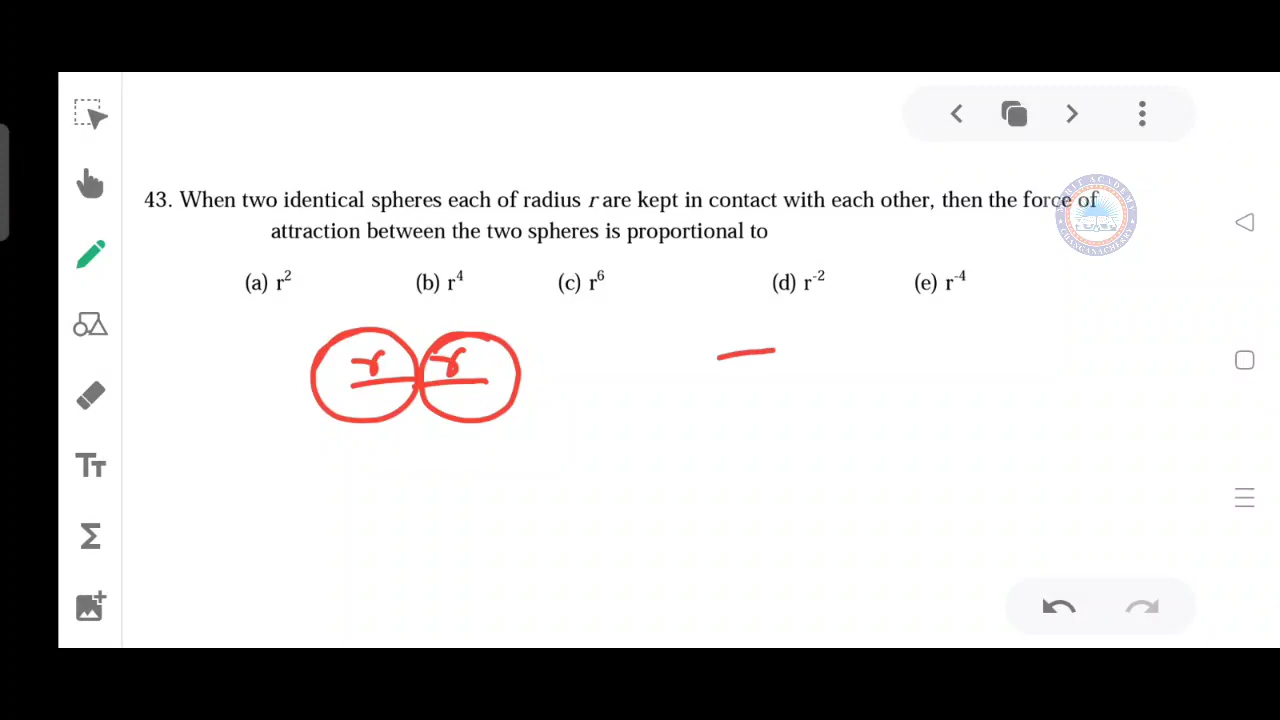 43. When two identical spheres each of radius r are kept in contact with each other, then the force of
attraction between the two spheres is proportional to
(a) r² (b) r⁴ (c) r⁶ (d) r⁻² (e) r⁻⁴
r r
Tт
Σ